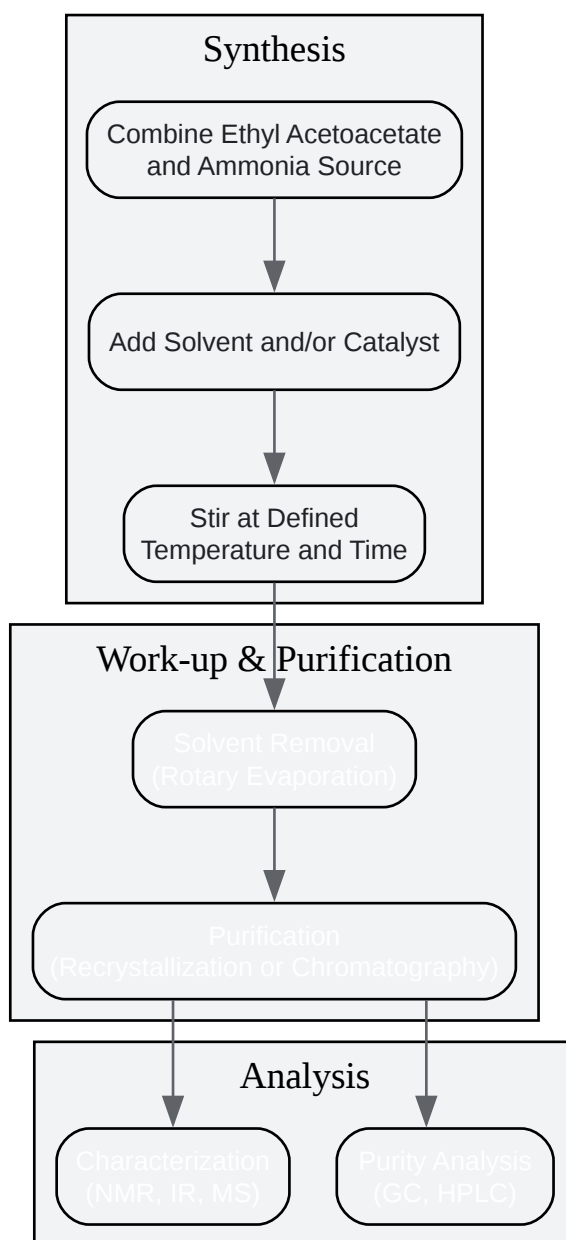 Synthesis
Combine Ethyl Acetoacetate
and Ammonia Source
Add Solvent and/or Catalyst
Stir at Defined
Temperature and Time
Work-up & Purification
Solvent Removal
(Rotary Evaporation)
Purification
(Recrystallization or Chromatography)
Analysis
Characterization
(NMR, IR, MS)
Purity Analysis
(GC, HPLC)